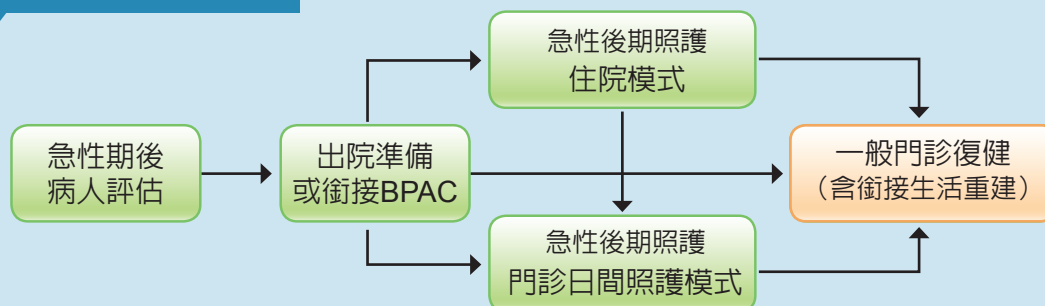 急性期後
病人評估
出院準備
或銜接BPAC
急性後期照護
住院模式
急性後期照護
門診日間照護模式
一般門診復健
（含銜接生活重建）